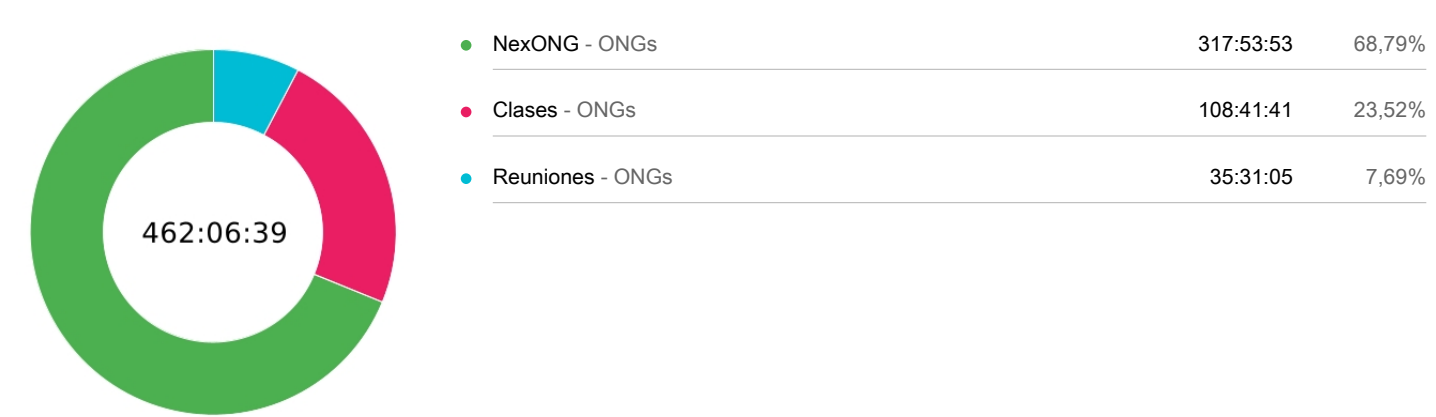 NexONG - ONGs 317:53:53 68,79%
Clases - ONGs 108:41:41 23,52%
Reuniones - ONGs 35:31:05 7,69%
462:06:39